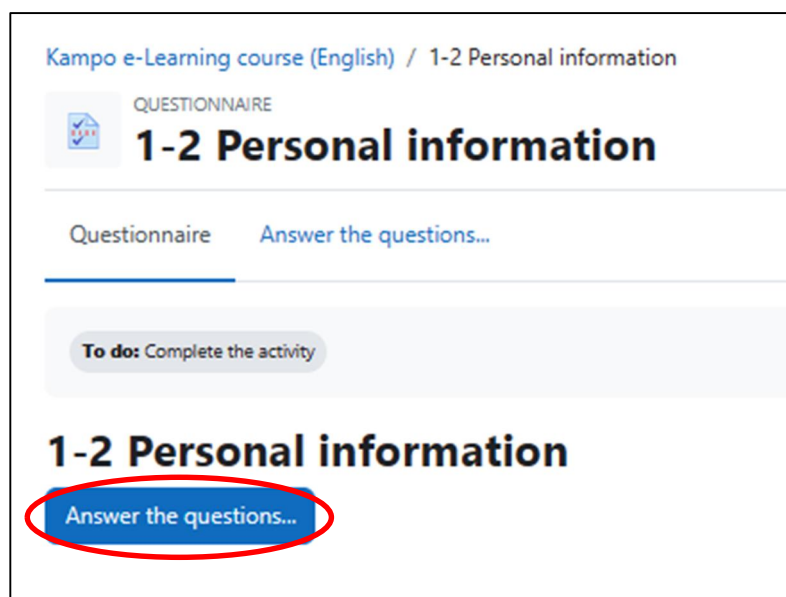 Kampo e-Learning course (English) / 1-2 Personal information
QUESTIONNAIRE
1-2 Personal information
Questionnaire Answer the questions...
To do: Complete the activity
1-2 Personal information
Answer the questions...